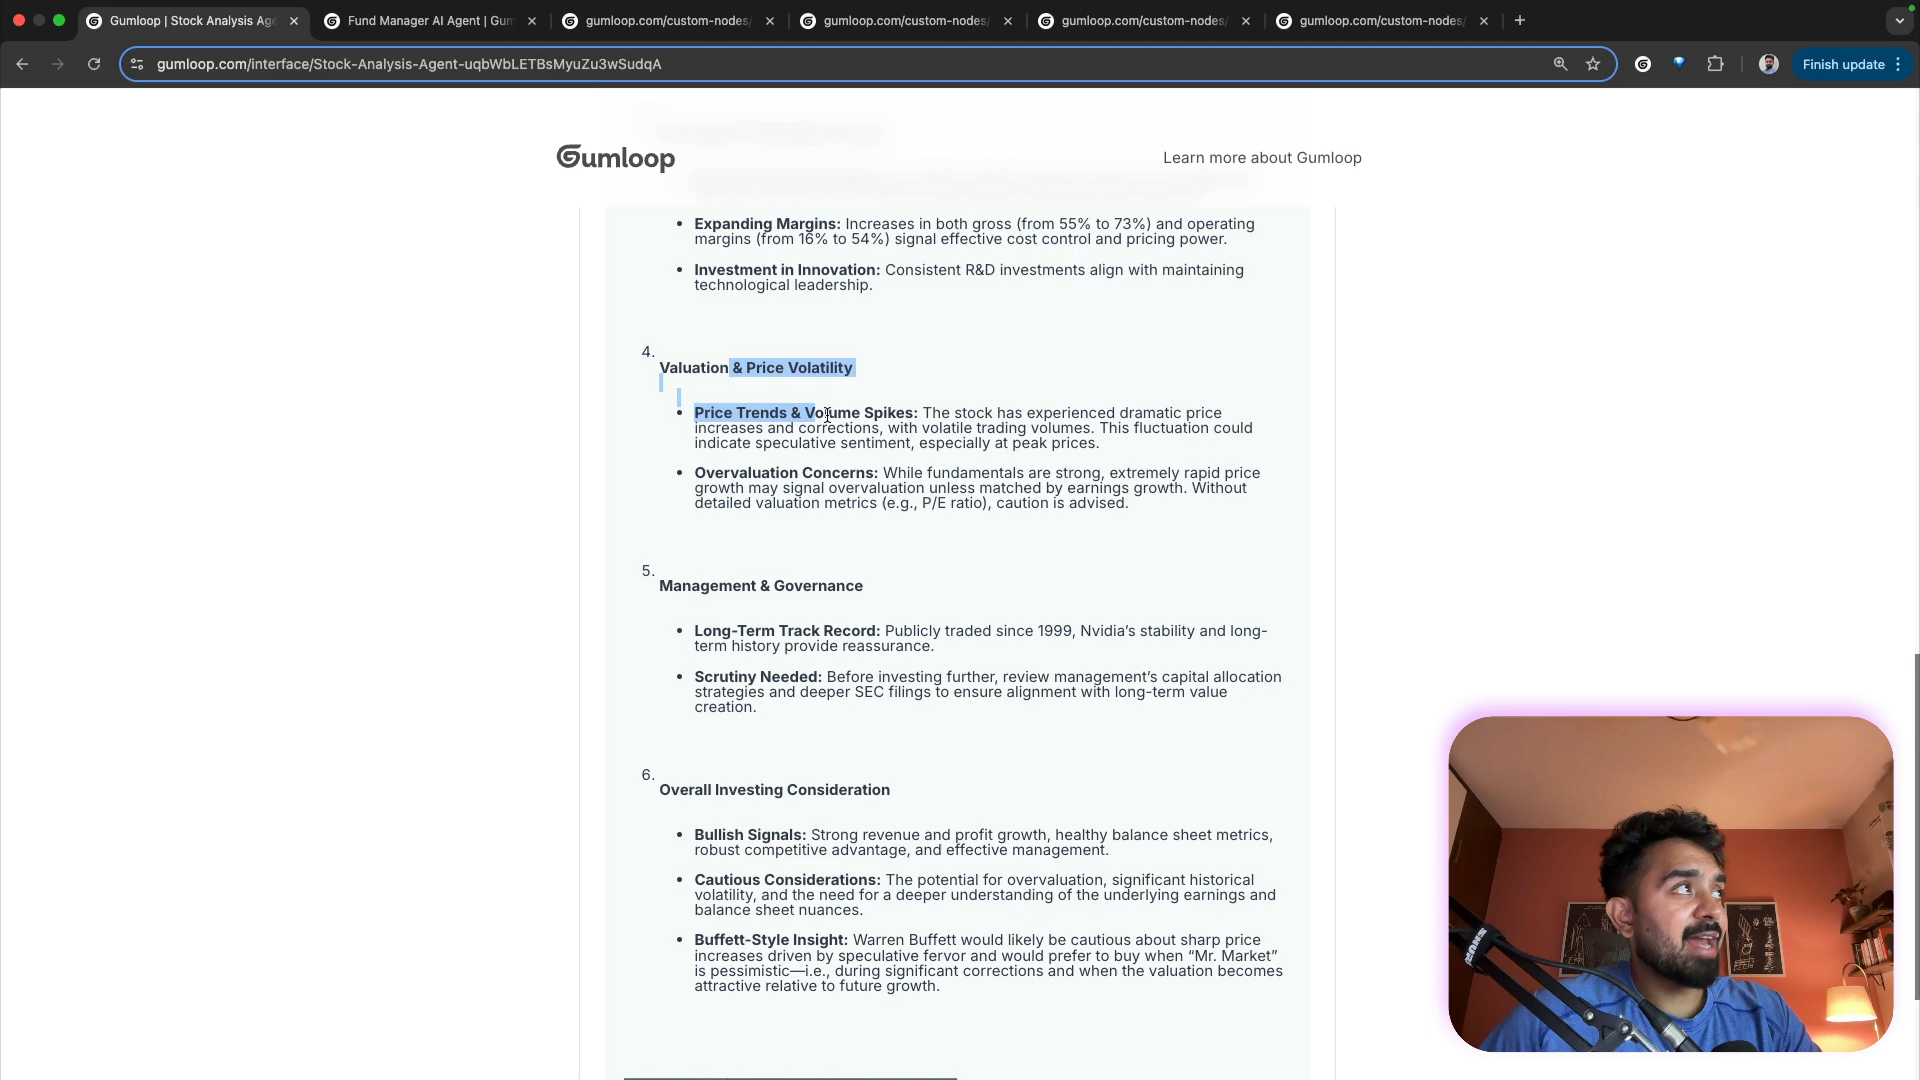 Gumloop | Stock Analysis Age
Fund Manager AI Agent | Gum
gumloop.com/custom-nodes/
gumloop.com/custom-nodes/
gumloop.com/custom-nodes/
gumloop.com/custom-nodes/
gumloop.com/interface/Stock-Analysis-Agent-uqbWbLETBsMyuZu3wSudqA
Finish update
Gumloop
Learn more about Gumloop
• Expanding Margins: Increases in both gross (from 55% to 73%) and operating
margins (from 16% to 54%) signal effective cost control and pricing power.
• Investment in Innovation: Consistent R&D investments align with maintaining
technological leadership.
4.
Valuation & Price Volatility
• Price Trends & Volume Spikes: The stock has experienced dramatic price
increases and corrections, with volatile trading volumes. This fluctuation could
indicate speculative sentiment, especially at peak prices.
• Overvaluation Concerns: While fundamentals are strong, extremely rapid price
growth may signal overvaluation unless matched by earnings growth. Without
detailed valuation metrics (e.g., P/E ratio), caution is advised.
5.
Management & Governance
• Long-Term Track Record: Publicly traded since 1999, Nvidia’s stability and long-
term history provide reassurance.
• Scrutiny Needed: Before investing further, review management’s capital allocation
strategies and deeper SEC filings to ensure alignment with long-term value
creation.
6.
Overall Investing Consideration
• Bullish Signals: Strong revenue and profit growth, healthy balance sheet metrics,
robust competitive advantage, and effective management.
• Cautious Considerations: The potential for overvaluation, significant historical
volatility, and the need for a deeper understanding of the underlying earnings and
balance sheet nuances.
• Buffett-Style Insight: Warren Buffett would likely be cautious about sharp price
increases driven by speculative fervor and would prefer to buy when “Mr. Market”
is pessimistic—i.e., during significant corrections and when the valuation becomes
attractive relative to future growth.